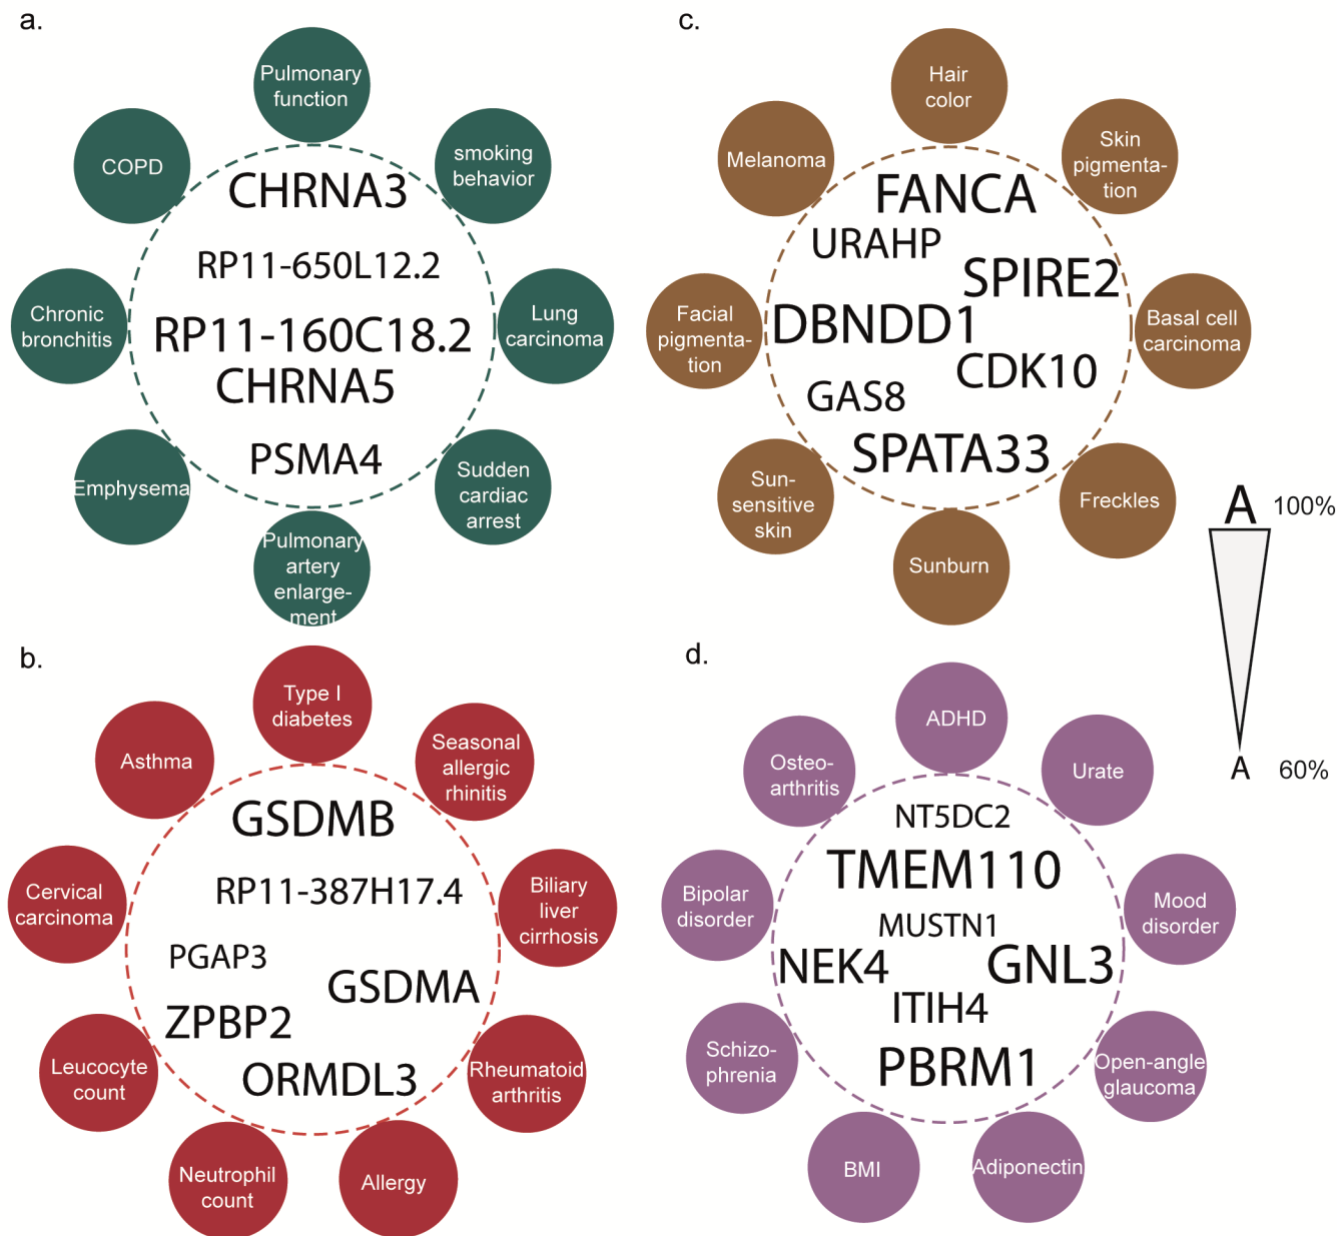 a.
Pulmonary
function
COPD
smoking
behavior
CHRNA3
RP11-650L12.2
Chronic
bronchitis
RP11-160C18.2
Lung
carcinoma
CHRNA5
PSMA4
Emphysema
Sudden
cardiac
arrest
Pulmonary
artery
enlarge-
ment
c.
Hair
color
Melanoma
Skin
pigmenta-
tion
FANCA
URAHP
SPIRE2
Facial
pigmenta-
tion
DBNDD1
Basal cell
carcinoma
CDK10
GAS8
SPATA33
Sun-
sensitive
skin
Freckles
Sunburn
A 100%
A 60%
b.
Type I
diabetes
Asthma
Seasonal
allergic
rhinitis
GSDMB
RP11-387H17.4
Cervical
carcinoma
Biliary
liver
cirrhosis
PGAP3
GSDMA
ZPBP2
ORMDL3
Leucocyte
count
Rheumatoid
arthritis
Neutrophil
count
Allergy
d.
ADHD
Osteo-
arthritis
Urate
NT5DC2
TMEM110
Bipolar
disorder
MUSTN1
Mood
disorder
NEK4
GNL3
ITIH4
PBRM1
Schizo-
phrenia
Open-angle
glaucoma
BMI
Adiponectin